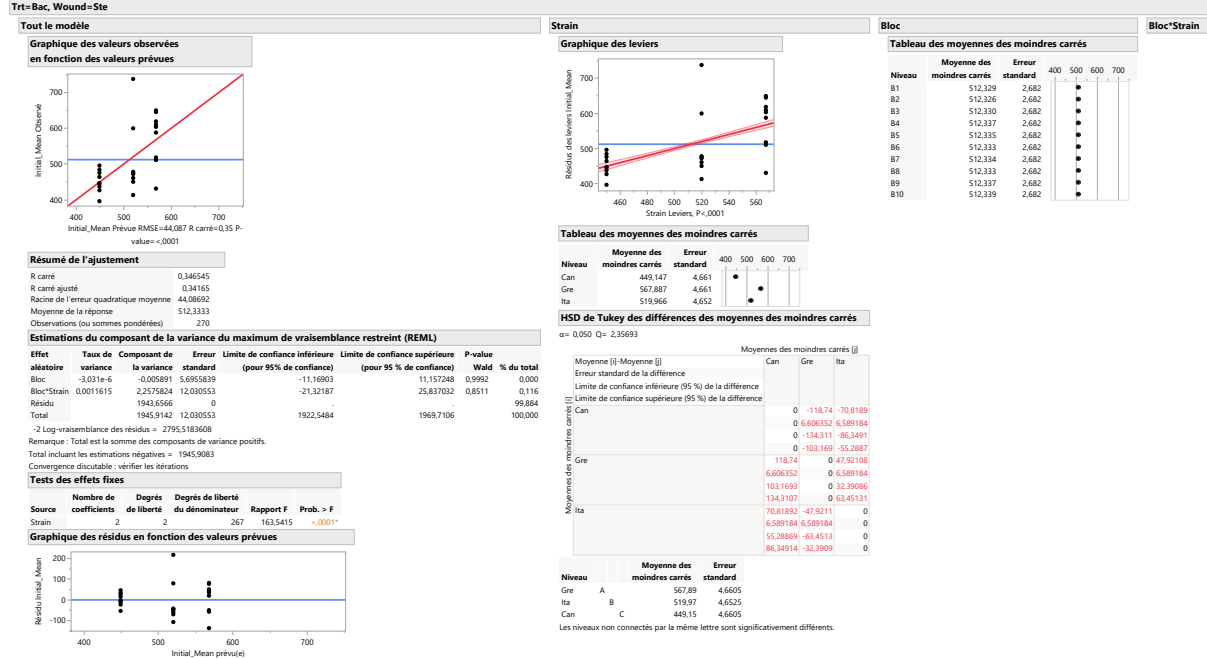 Trt=Bac, Wound=Ste
Tout le modèle
Graphique des valeurs observées
en fonction des valeurs prévues
Initial_Mean Observé
700
600
500
400
400 500 600 700
Initial_Mean Prévue RMSE=44,087 R carré=0,35 P-
value=<,0001
Résumé de l'ajustement
R carré 0,346545
R carré ajusté 0,34165
Racine de l'erreur quadratique moyenne 44,08692
Moyenne de la réponse 512,3333
Observations (ou sommes pondérées) 270
Estimations du composant de la variance du maximum de vraisemblance restreint (REML)
Effet Taux de Composant de Erreur Limite de confiance inférieure Limite de confiance supérieure P-value
aléatoire variance la variance standard (pour 95% de confiance) (pour 95 % de confiance) Wald % du total
Bloc -3,031e-6 -0,005891 5,6955839 -11,16903 11,157248 0,9992 0,000
Bloc*Strain 0,0011615 2,2575824 12,030553 -21,32187 25,837032 0,8511 0,116
Résidu 1943,6566 0 . . 99,884
Total 1945,9142 12,030553 1922,5484 1969,7106 100,000
-2 Log-vraisemblance des résidus = 2795,5183608
Remarque : Total est la somme des composants de variance positifs.
Total incluant les estimations négatives = 1945,9083
Convergence discutable : vérifier les itérations
Tests des effets fixes
Nombre de Degrés Degrés de liberté
Source coefficients de liberté du dénominateur Rapport F Prob. > F
Strain 2 2 267 163,5415 <,0001*
Graphique des résidus en fonction des valeurs prévues
Résidu Initial_Mean
200
100
0
-100
400 500 600 700
Initial_Mean prévu(e)
Strain
Graphique des leviers
Résidus des leviers Initial_Mean
700
600
500
400
460 480 500 520 540 560
Strain Leviers, P<,0001
Tableau des moyennes des moindres carrés
Moyenne des Erreur
Niveau moindres carrés standard 400 500 600 700
Can 449,147 4,661
Gre 567,887 4,661
Ita 519,966 4,652
HSD de Tukey des différences des moyennes des moindres carrés
α= 0,050 Q= 2,35693
Moyennes des moindres carrés [j]
Moyennes des moindres carrés [i]
Moyenne [i]-Moyenne [j] Can Gre Ita
Erreur standard de la différence
Limite de confiance inférieure (95 %) de la différence
Limite de confiance supérieure (95 %) de la différence
Can 0 -118,74 -70,8189
0 6,606352 6,589184
0 -134,311 -86,3491
0 -103,169 -55,2887
Gre 118,74 0 47,92108
6,606352 0 6,589184
103,1693 0 32,39086
134,3107 0 63,45131
Ita 70,81892 -47,9211 0
6,589184 6,589184 0
55,28869 -63,4513 0
86,34914 -32,3909 0
Moyenne des Erreur
Niveau moindres carrés standard
Gre A 567,89 4,6605
Ita B 519,97 4,6525
Can C 449,15 4,6605
Les niveaux non connectés par la même lettre sont significativement différents.
Bloc
Tableau des moyennes des moindres carrés
Moyenne des Erreur
Niveau moindres carrés standard 400 500 600 700
B1 512,329 2,682
B2 512,326 2,682
B3 512,330 2,682
B4 512,337 2,682
B5 512,335 2,682
B6 512,333 2,682
B7 512,334 2,682
B8 512,333 2,682
B9 512,337 2,682
B10 512,339 2,682
Bloc*Strain